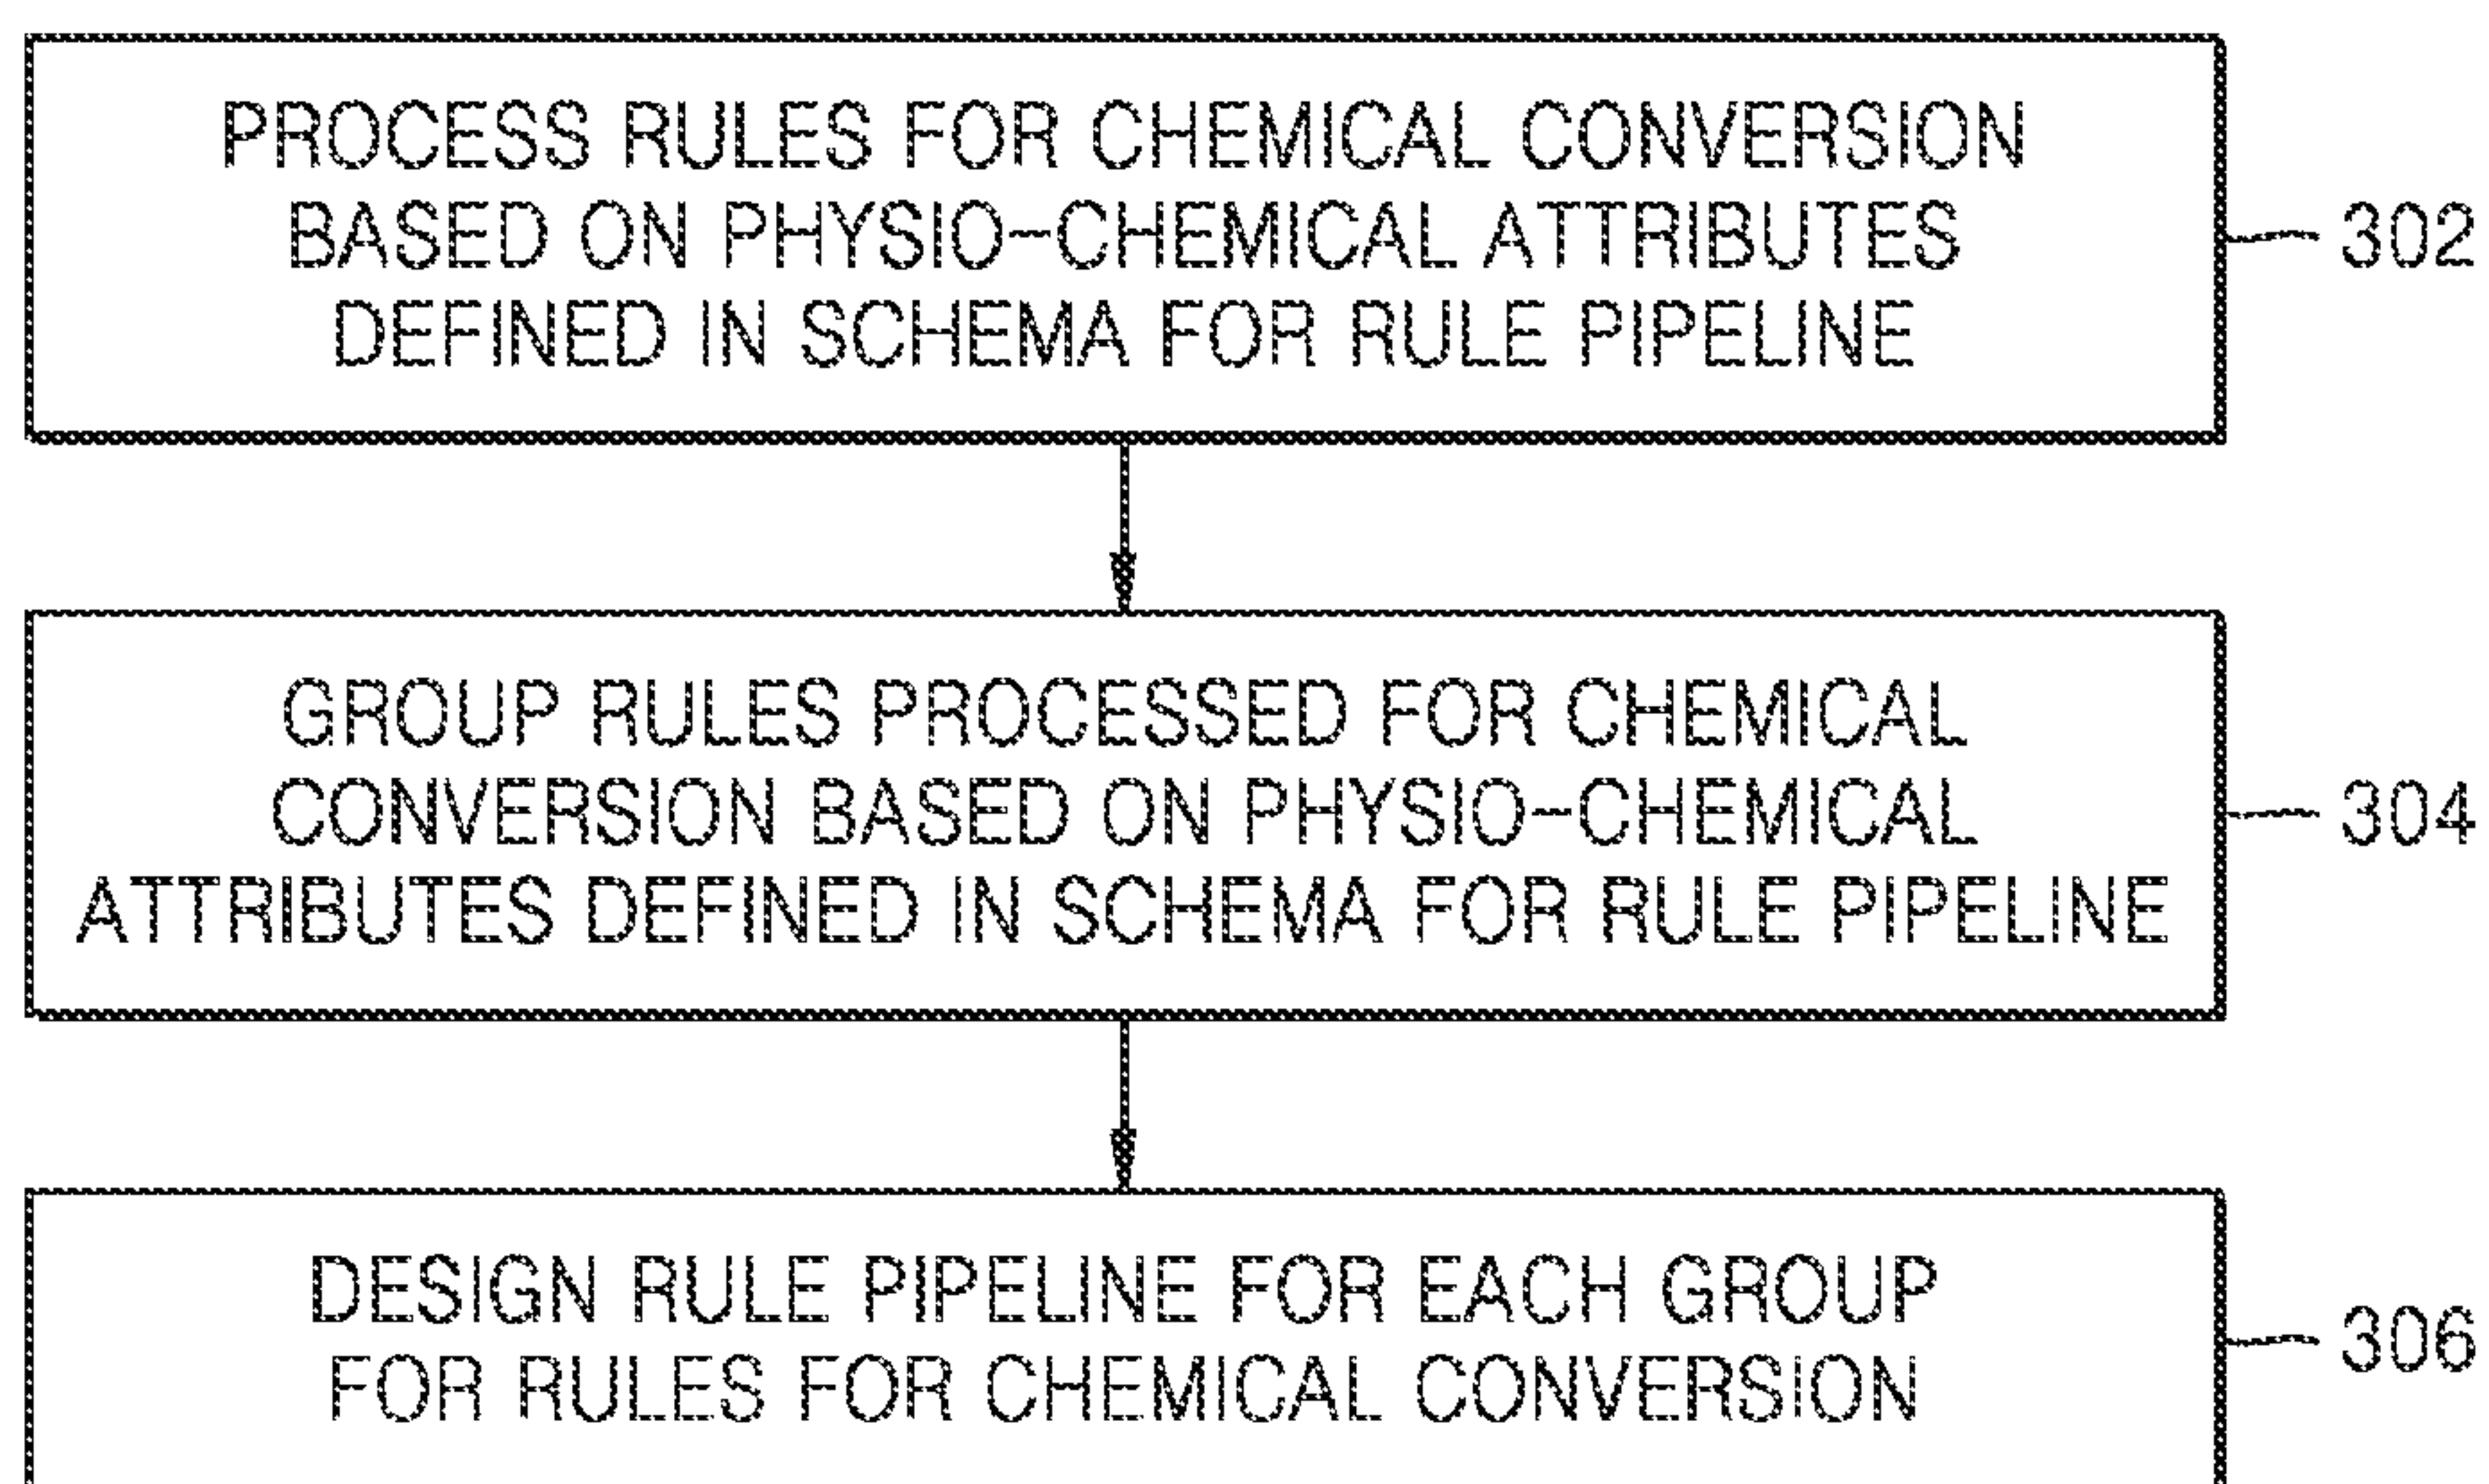 PROCESS RULES FOR CHEMICAL CONVERSION
BASED ON PHYSIO-CHEMICAL ATTRIBUTES
DEFINED IN SCHEMA FOR RULE PIPELINE
302
GROUP RULES PROCESSED FOR CHEMICAL
CONVERSION BASED ON PHYSIO-CHEMICAL
ATTRIBUTES DEFINED IN SCHEMA FOR RULE PIPELINE
304
DESIGN RULE PIPELINE FOR EACH GROUP
FOR RULES FOR CHEMICAL CONVERSION
306